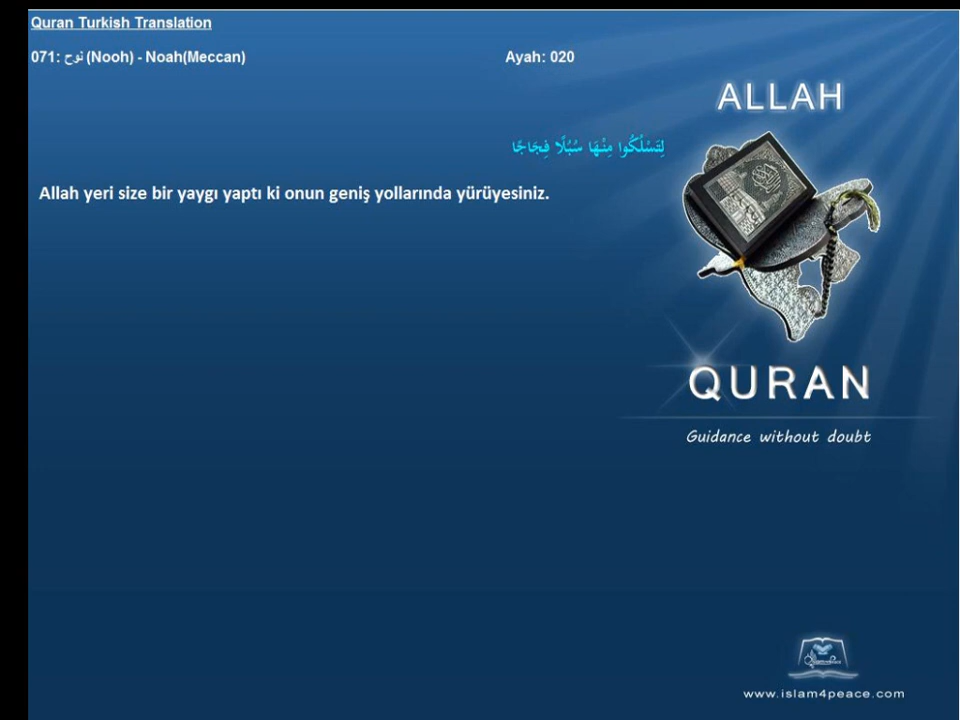 Quran Turkish Translation
071: نوح (Nooh) - Noah(Meccan) Ayah: 020
ALLAH
لِتَسْلُكُوا مِنْهَا سُبُلًا فِجَاجًا
Allah yeri size bir yaygı yaptı ki onun geniş yollarında yürüyesiniz.
QURAN
Guidance without doubt
www.islam4peace.com